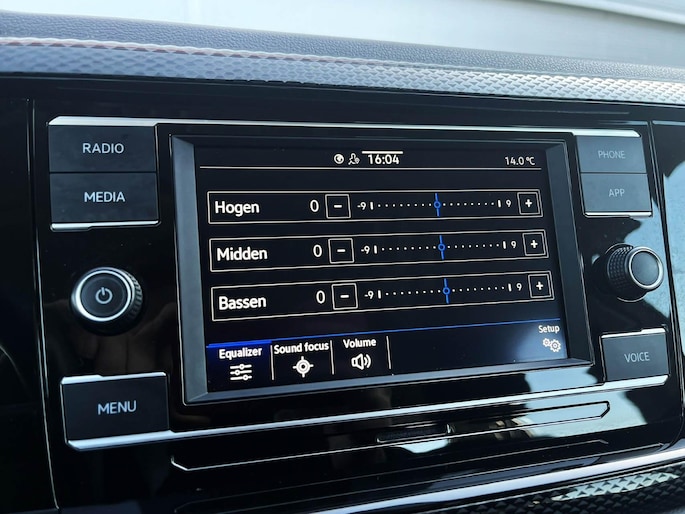 RADIO
MEDIA
MENU
16:04
14.0 °C
Hogen 0 - -9 9 +
Midden 0 - -9 9 +
Bassen 0 - -9 9 +
Equalizer
Sound focus
Volume
Setup
PHONE
APP
VOICE